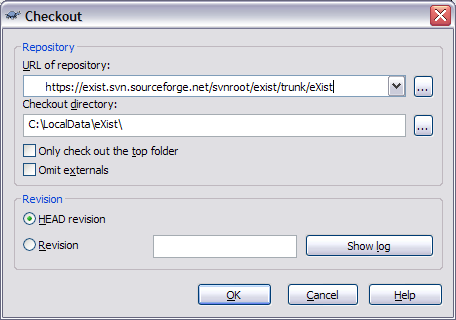 Checkout
Repository
URL of repository:
https://exist.svn.sourceforge.net/svnroot/exist/trunk/eXist
...
Checkout directory:
C:\LocalData\eXist\
...
Only check out the top folder
Omit externals
Revision
HEAD revision
Revision
Show log
OK
Cancel
Help